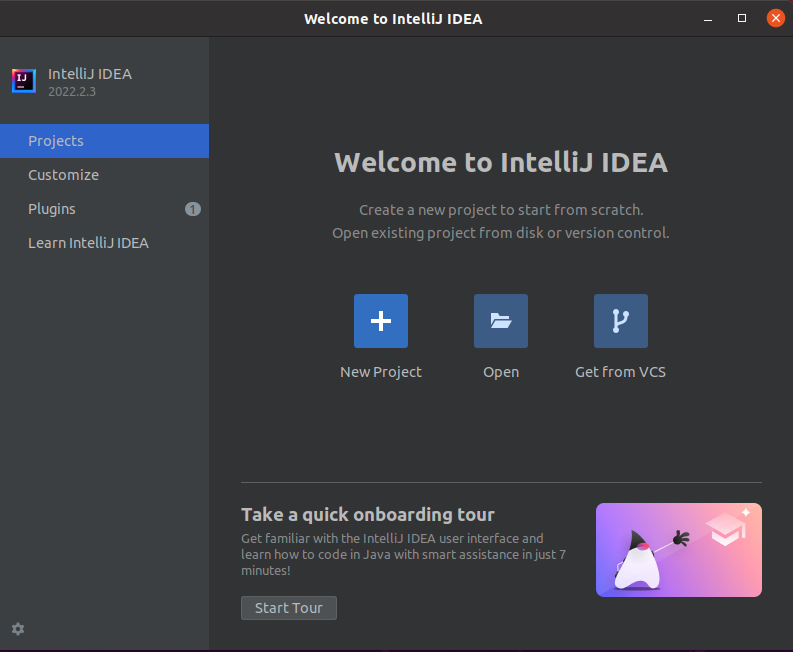 Welcome to IntelliJ IDEA
IJ
IntelliJ IDEA
2022.2.3
Projects
Customize
Plugins
1
Learn IntelliJ IDEA
Welcome to IntelliJ IDEA
Create a new project to start from scratch.
Open existing project from disk or version control.
New Project
Open
Get from VCS
Take a quick onboarding tour
Get familiar with the IntelliJ IDEA user interface and
learn how to code in Java with smart assistance in just 7
minutes!
Start Tour